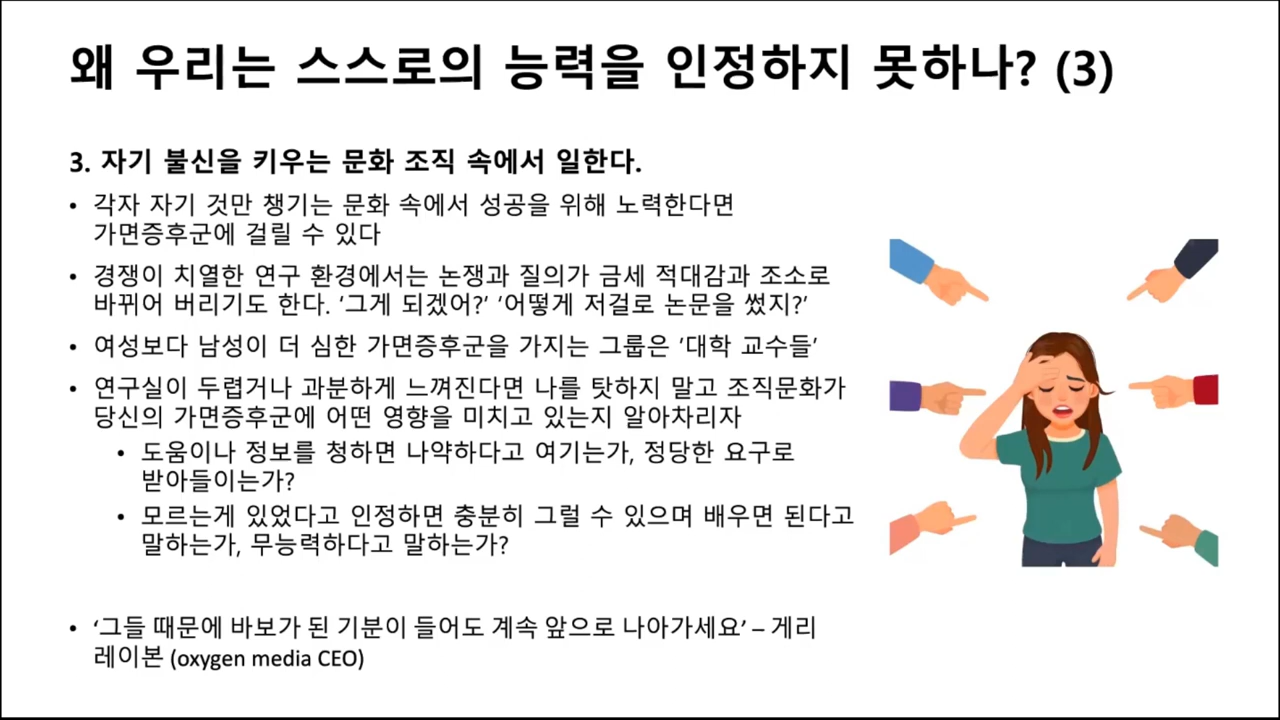 왜 우리는 스스로의 능력을 인정하지 못하나? (3)
3. 자기 불신을 키우는 문화 조직 속에서 일한다.
• 각자 자기 것만 챙기는 문화 속에서 성공을 위해 노력한다면
가면증후군에 걸릴 수 있다
• 경쟁이 치열한 연구 환경에서는 논쟁과 질의가 금세 적대감과 조소로
바뀌어 버리기도 한다. ‘그게 되겠어?’ ‘어떻게 저걸로 논문을 썼지?’
• 여성보다 남성이 더 심한 가면증후군을 가지는 그룹은 ‘대학 교수들’
• 연구실이 두렵거나 과분하게 느껴진다면 나를 탓하지 말고 조직문화가
당신의 가면증후군에 어떤 영향을 미치고 있는지 알아차리자
• 도움이나 정보를 청하면 나약하다고 여기는가, 정당한 요구로
받아들이는가?
• 모르는게 있었다고 인정하면 충분히 그럴 수 있으며 배우면 된다고
말하는가, 무능력하다고 말하는가?
• ‘그들 때문에 바보가 된 기분이 들어도 계속 앞으로 나아가세요’ – 게리
레이본 (oxygen media CEO)